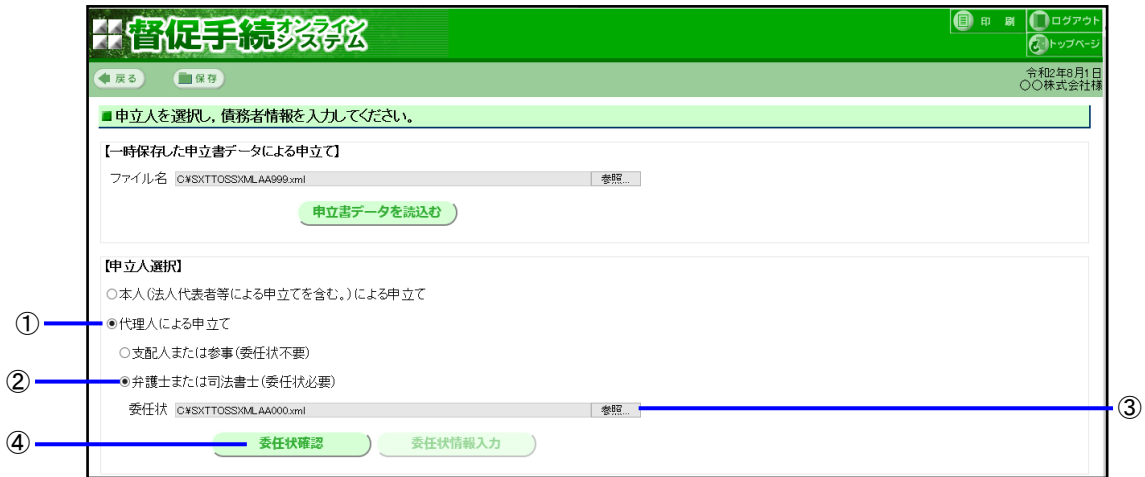 督促手続オンラインシステム
印 刷
ログアウト
トップページ
戻る
保存
令和2年8月1日
〇〇株式会社様
■申立人を選択し，債務者情報を入力してください。
【一時保存した申立書データによる申立て】
ファイル名 C:¥SXTTOSSXMLAA999.xml 参照...
申立書データを読込む
【申立人選択】
○本人（法人代表者等による申立てを含む。）による申立て
① ◉代理人による申立て
○支配人または参事（委任状不要）
② ◉弁護士または司法書士（委任状必要）
委任状 C:¥SXTTOSSXMLAA000.xml 参照... ③
④ 委任状確認 委任状情報入力